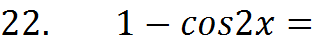 22. 1 − cos2x =